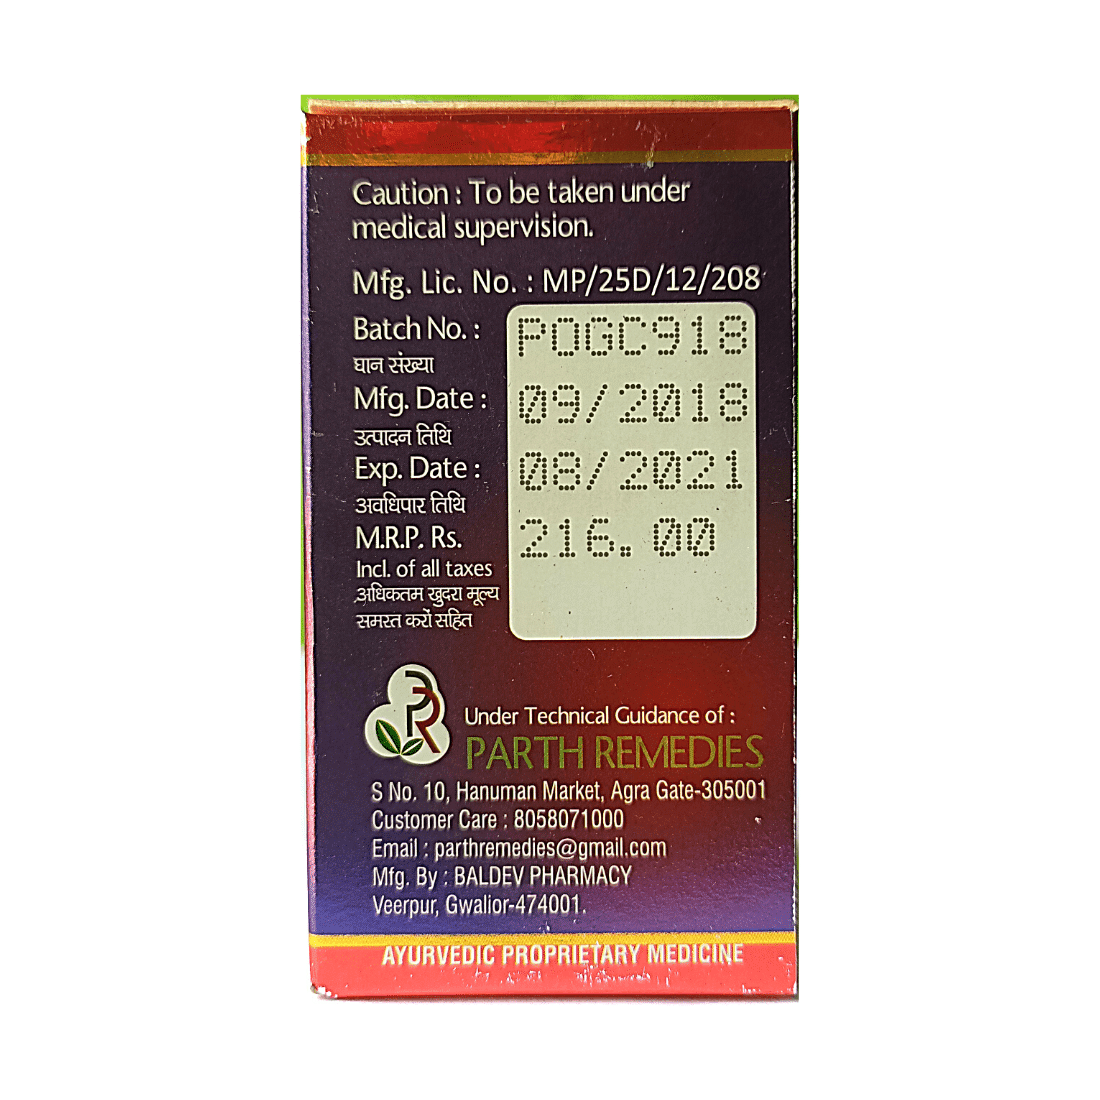 Caution : To be taken under
medical supervision.
Mfg. Lic. No. : MP/25D/12/208
Batch No. : POGC918
घान संख्या
Mfg. Date : 09/2018
उत्पादन तिथि
Exp. Date : 08/2021
अवधिपार तिथि
M.R.P. Rs. 216.00
Incl. of all taxes
अधिकतम खुदरा मूल्य
समस्त करों सहित
PR
Under Technical Guidance of :
PARTH REMEDIES
S No. 10, Hanuman Market, Agra Gate-305001
Customer Care : 8058071000
Email : parthremedies@gmail.com
Mfg. By : BALDEV PHARMACY
Veerpur, Gwalior-474001.
AYURVEDIC PROPRIETARY MEDICINE